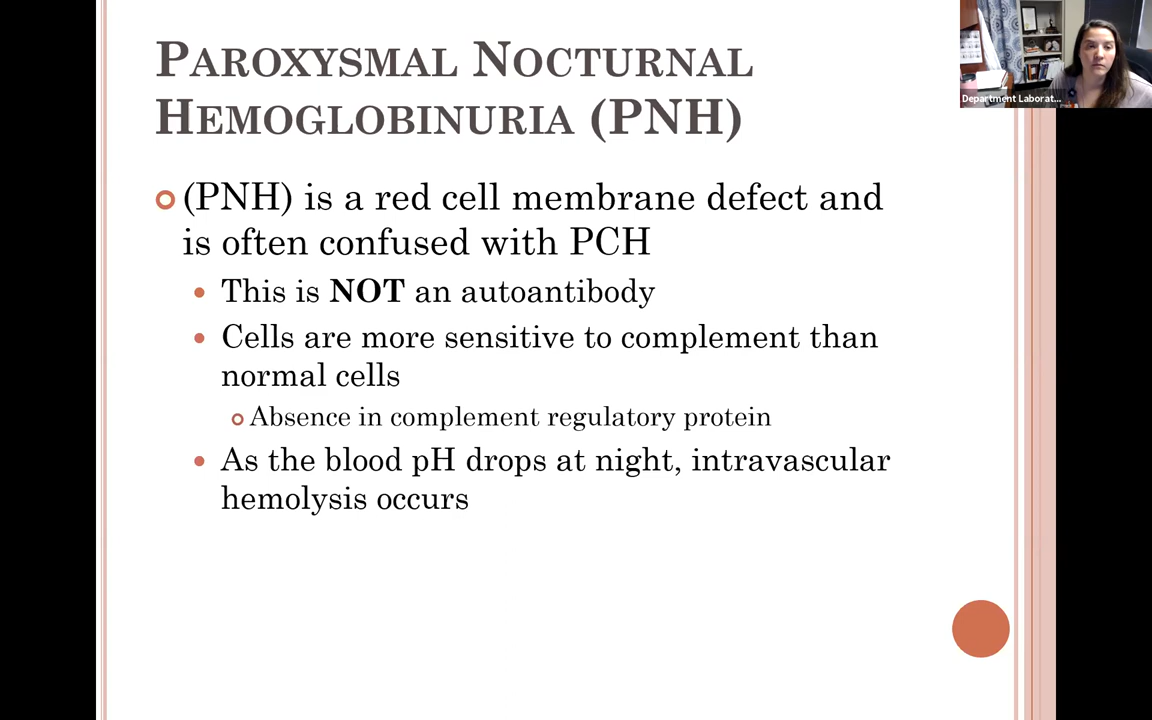 PAROXYSMAL NOCTURNAL
HEMOGLOBINURIA (PNH)
(PNH) is a red cell membrane defect and
is often confused with PCH
This is NOT an autoantibody
Cells are more sensitive to complement than
normal cells
Absence in complement regulatory protein
As the blood pH drops at night, intravascular
hemolysis occurs
Department Laborat...